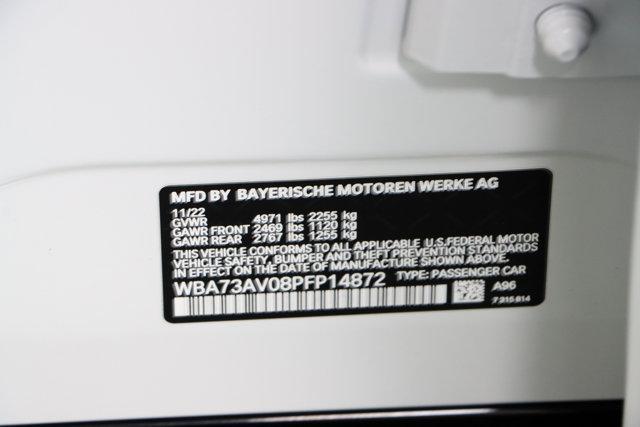 MFD BY BAYERISCHE MOTOREN WERKE AG
11/22
GVWR 4971 lbs 2255 kg
GAWR FRONT 2469 lbs 1120 kg
GAWR REAR 2767 lbs 1255 kg
THIS VEHICLE CONFORMS TO ALL APPLICABLE U.S.FEDERAL MOTOR
VEHICLE SAFETY, BUMPER AND THEFT PREVENTION
STANDARDS IN EFFECT ON THE DATE OF MANUFACTURE SHOWN ABOVE.
WBA73AV08PFP14872 TYPE: PASSENGER CAR
A96
7 315 814